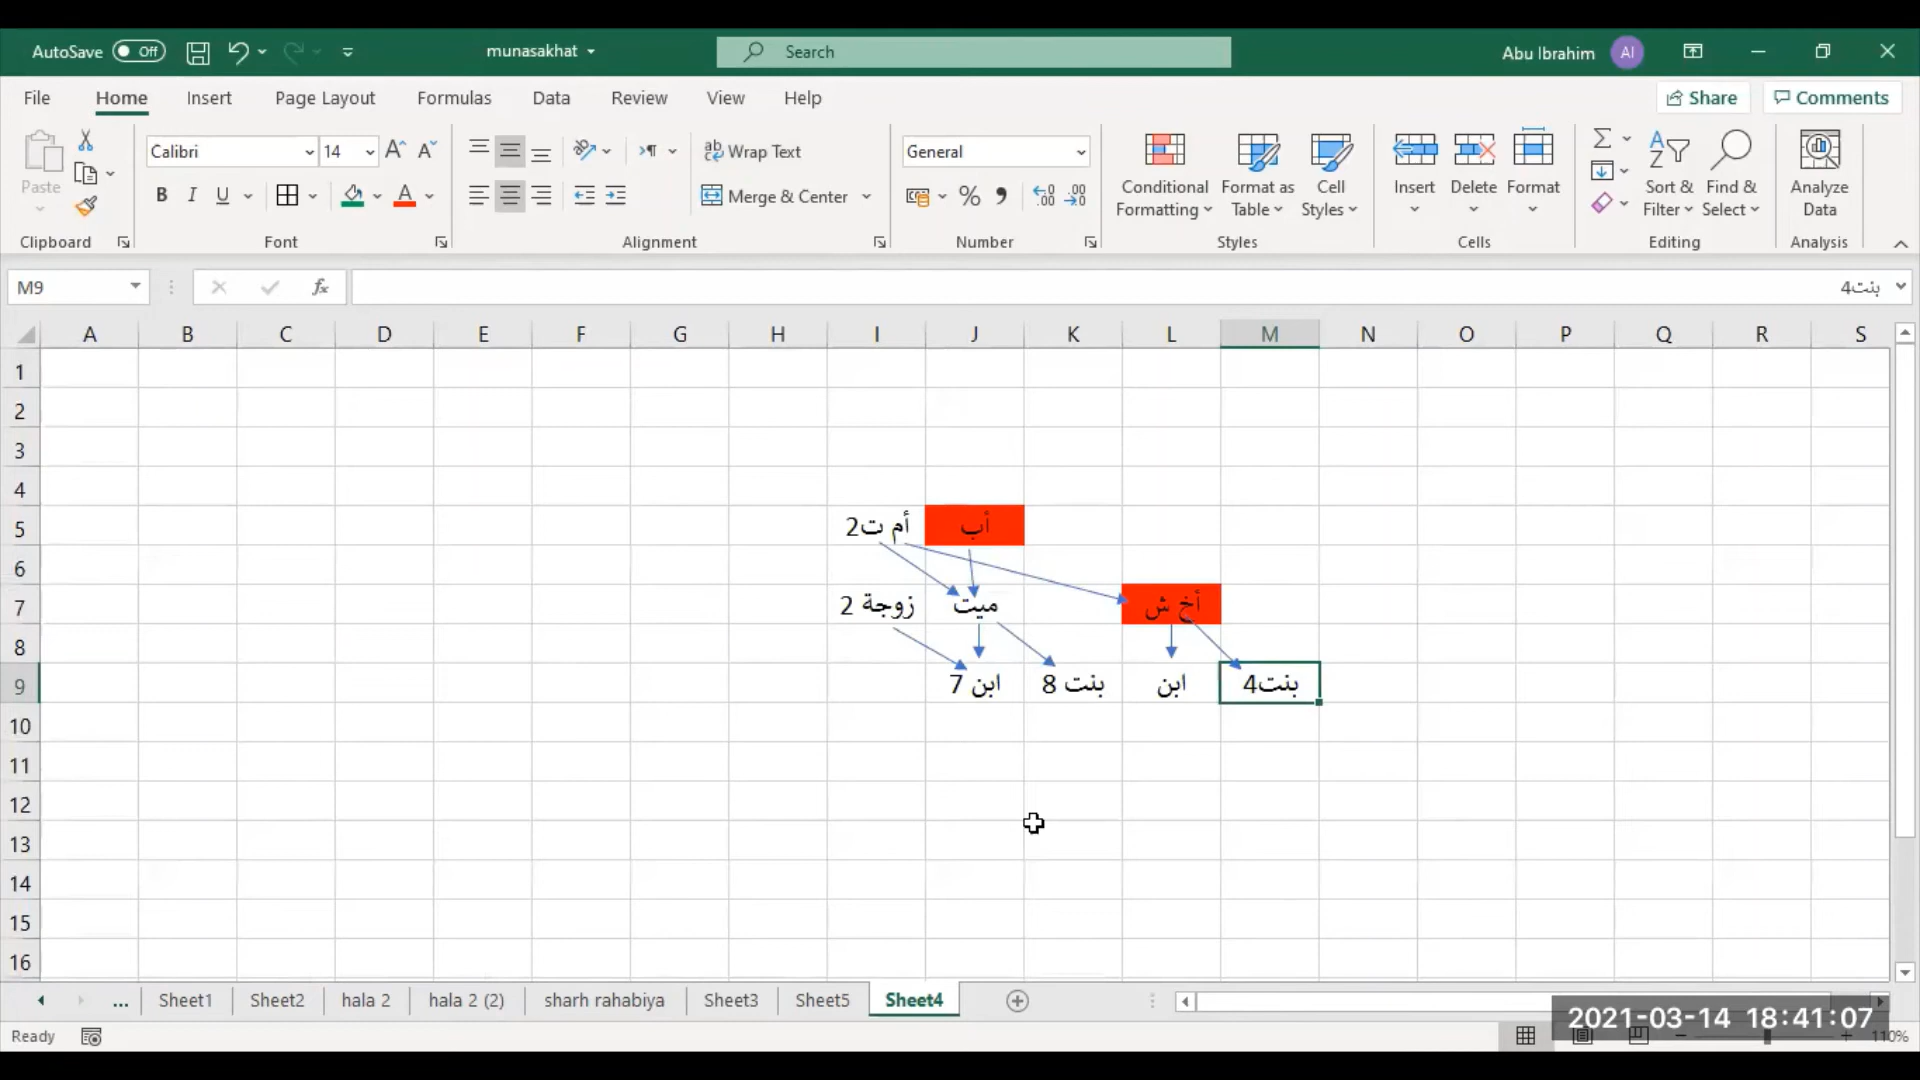 AutoSave Off munasakhat Search Abu Ibrahim AI
File Home Insert Page Layout Formulas Data Review View Help Share Comments
Calibri 14 Wrap Text General
Paste B I U Merge & Center Conditional Formatting Format as Table Cell Styles Insert Delete Format Sort & Filter Find & Select Analyze Data
Clipboard Font Alignment Number Styles Cells Editing Analysis
M9 fx بنت4
A B C D E F G H I J K L M N O P Q R S
1
2
3
4
5 أم ت2 أب
6
7 زوجة 2 ميت أخ ش
8
9 ابن 7 بنت 8 ابن بنت4
10
11
12
13
14
15
16
... Sheet1 Sheet2 hala 2 hala 2 (2) sharh rahabiya Sheet3 Sheet5 Sheet4
Ready 110%
2021-03-14 18:41:07